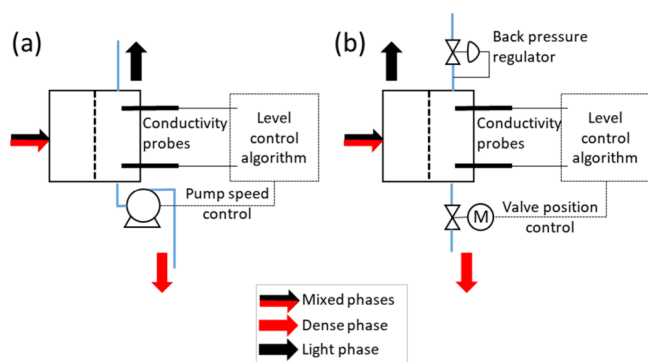 (a)
Conductivity
probes
Level
control
algorithm
Pump speed
control
(b)
Back pressure
regulator
Conductivity
probes
Level
control
algorithm
M
Valve position
control
Mixed phases
Dense phase
Light phase